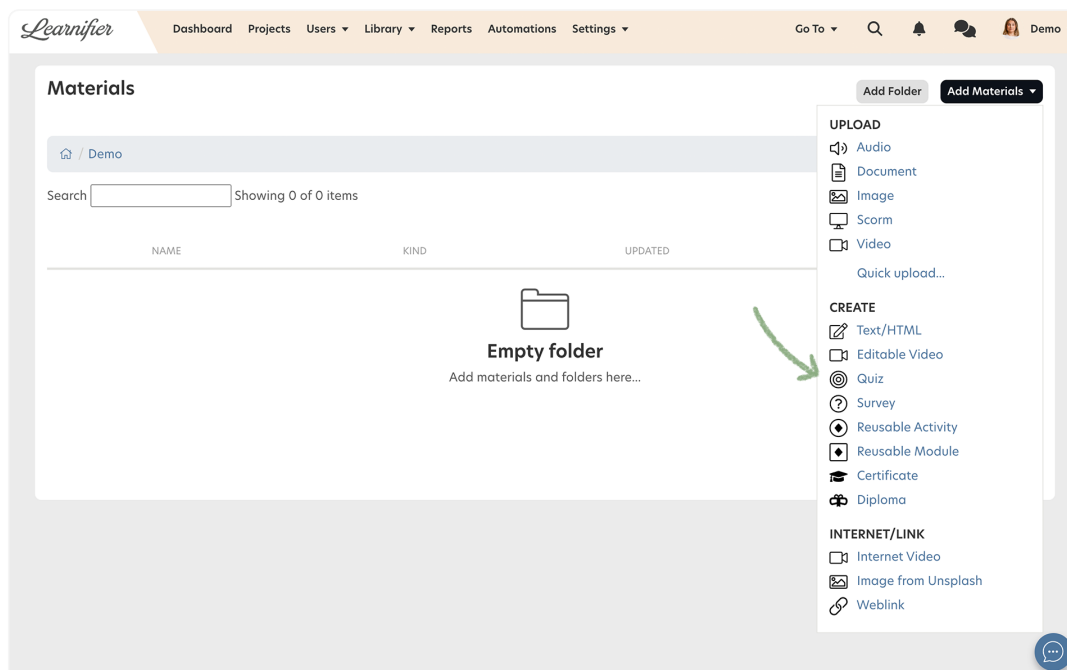 Learnifier Dashboard Projects Users Library Reports Automations Settings Go To Demo
Materials
Add Folder Add Materials
/ Demo
Search Showing 0 of 0 items
NAME KIND UPDATED
Empty folder
Add materials and folders here...
UPLOAD
Audio
Document
Image
Scorm
Video
Quick upload...
CREATE
Text/HTML
Editable Video
Quiz
Survey
Reusable Activity
Reusable Module
Certificate
Diploma
INTERNET/LINK
Internet Video
Image from Unsplash
Weblink